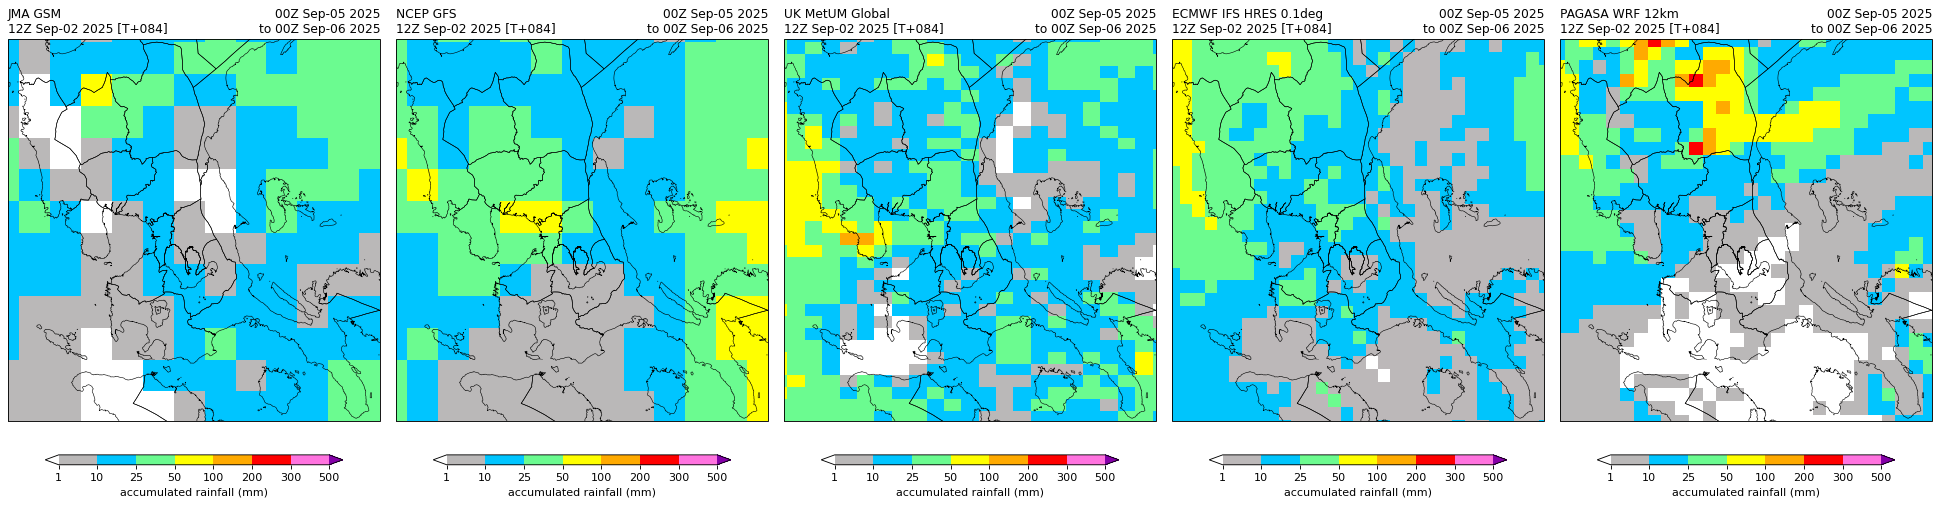 JMA GSM 00Z Sep-05 2025
12Z Sep-02 2025 [T+084] to 00Z Sep-06 2025
1 10 25 50 100 200 300 500
accumulated rainfall (mm)
NCEP GFS 00Z Sep-05 2025
12Z Sep-02 2025 [T+084] to 00Z Sep-06 2025
1 10 25 50 100 200 300 500
accumulated rainfall (mm)
UK MetUM Global 00Z Sep-05 2025
12Z Sep-02 2025 [T+084] to 00Z Sep-06 2025
1 10 25 50 100 200 300 500
accumulated rainfall (mm)
ECMWF IFS HRES 0.1deg 00Z Sep-05 2025
12Z Sep-02 2025 [T+084] to 00Z Sep-06 2025
1 10 25 50 100 200 300 500
accumulated rainfall (mm)
PAGASA WRF 12km 00Z Sep-05 2025
12Z Sep-02 2025 [T+084] to 00Z Sep-06 2025
1 10 25 50 100 200 300 500
accumulated rainfall (mm)